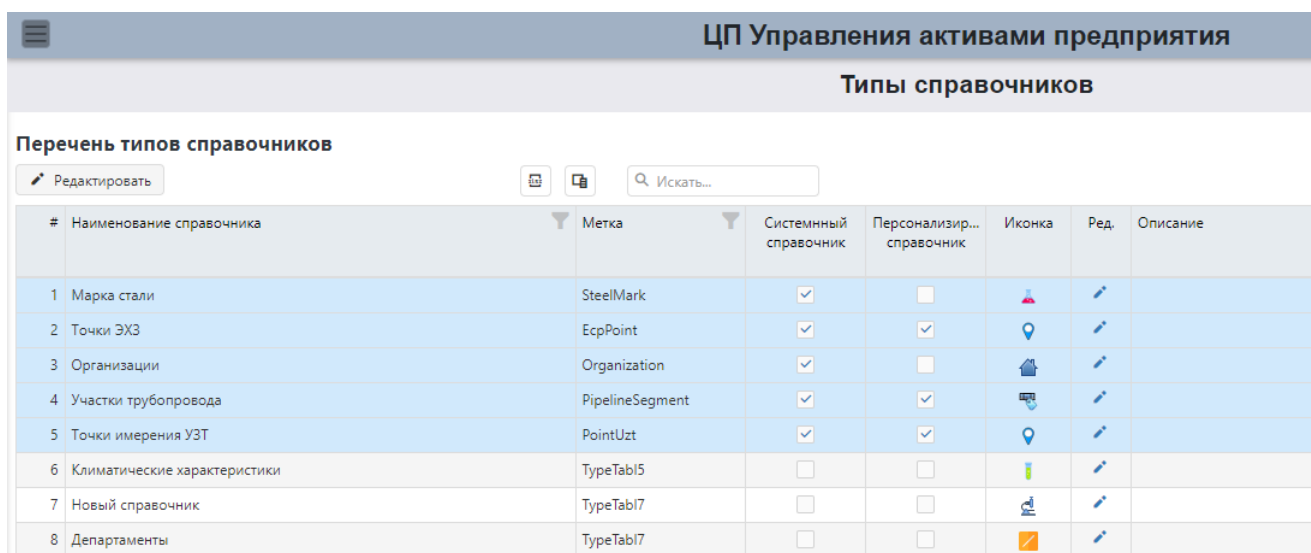 ЦП Управления активами предприятия
Типы справочников
Перечень типов справочников
Редактировать
Искать...
# Наименование справочника Метка Системнный справочник Персонализир... справочник Иконка Ред. Описание
1 Марка стали SteelMark
2 Точки ЭХЗ EcpPoint
3 Организации Organization
4 Участки трубопровода PipelineSegment
5 Точки имерения УЗТ PointUzt
6 Климатические характеристики TypeTabl5
7 Новый справочник TypeTabl7
8 Департаменты TypeTabl7